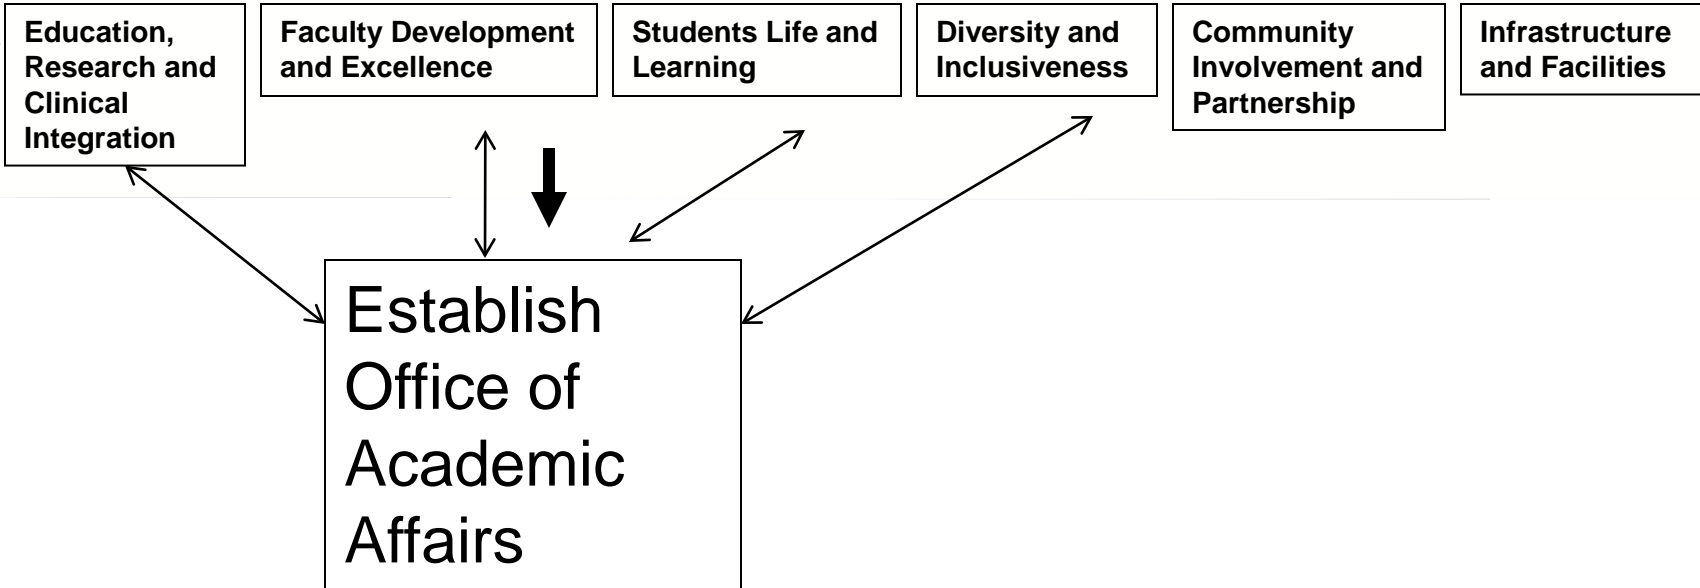 Education,
Research and
Clinical
Integration
Faculty Development
and Excellence
Students Life and
Learning
Diversity and
Inclusiveness
Community
Involvement and
Partnership
Infrastructure
and Facilities
Establish
Office of
Academic
Affairs